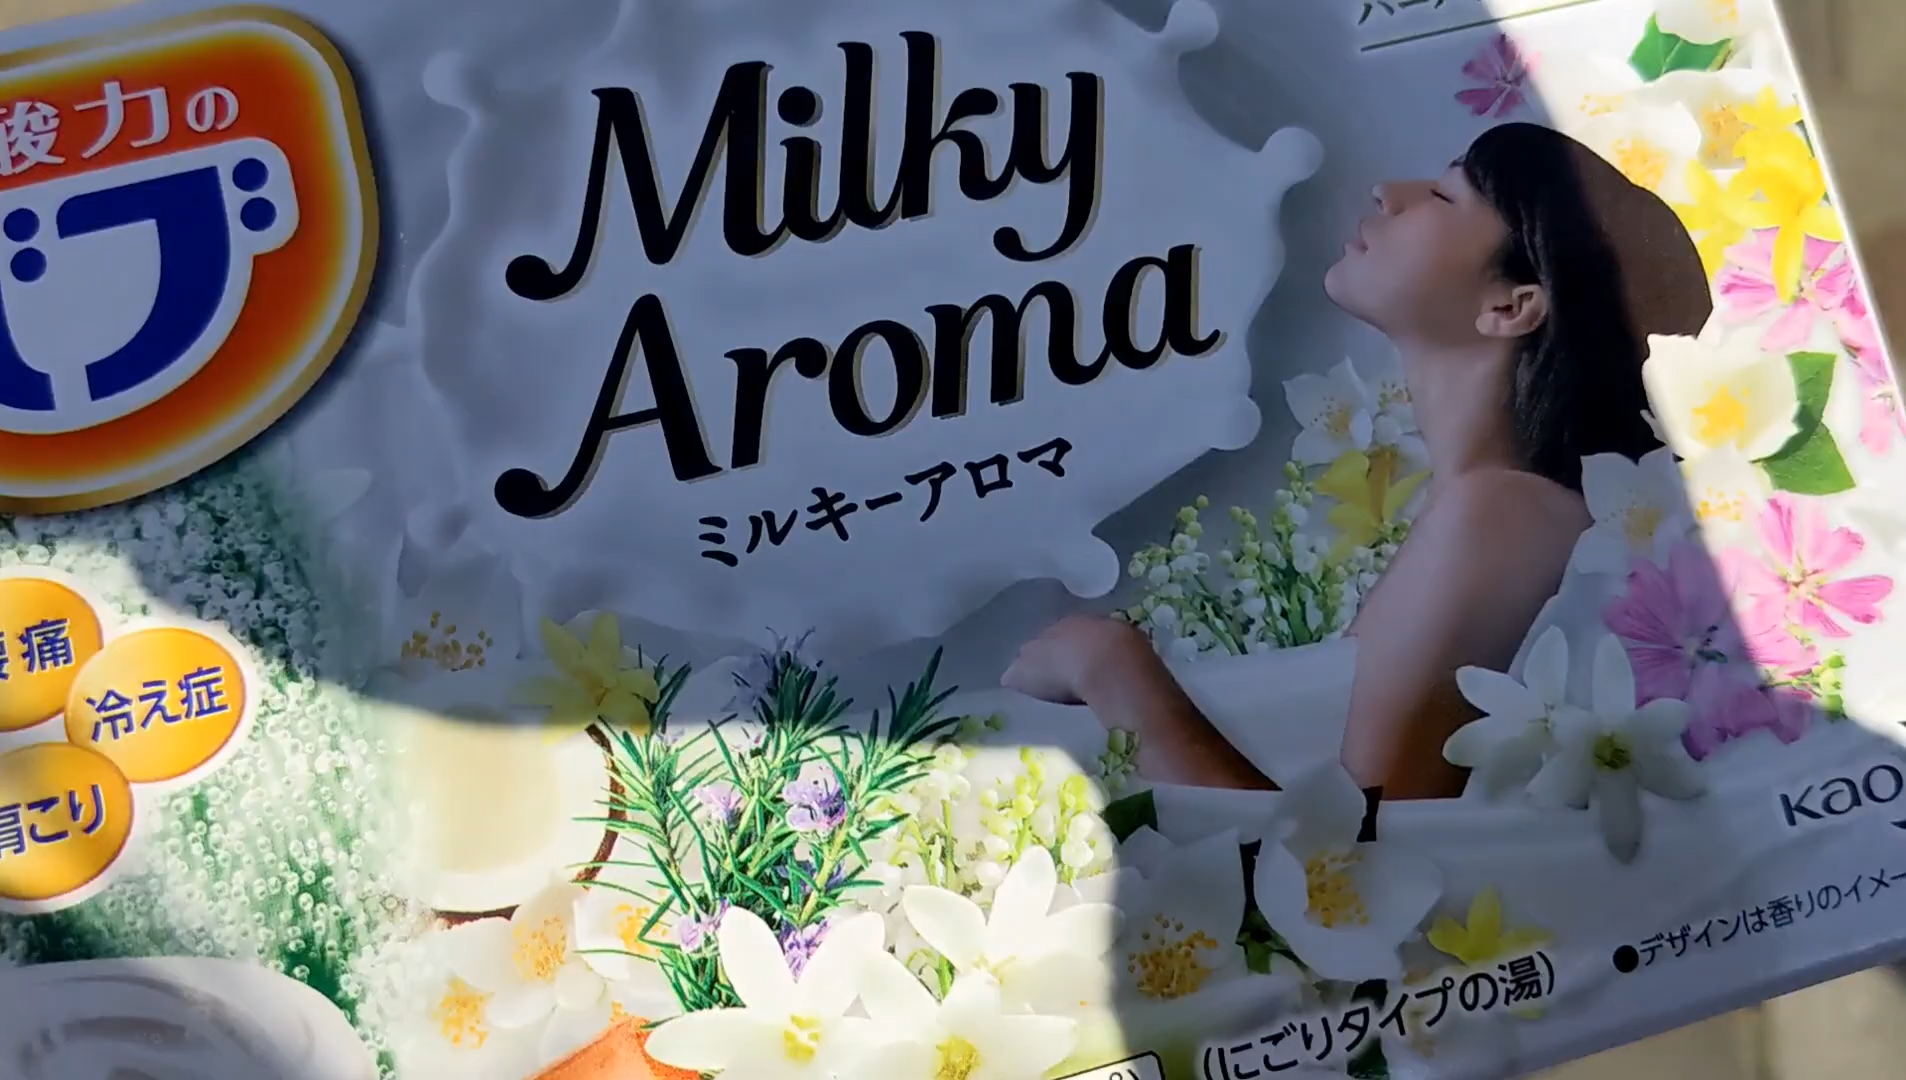 酸力の
バブ
Milky
Aroma
ミルキーアロマ
腰痛
冷え症
肩こり
kao
●デザインは香りのイメー
(にごりタイプの湯)